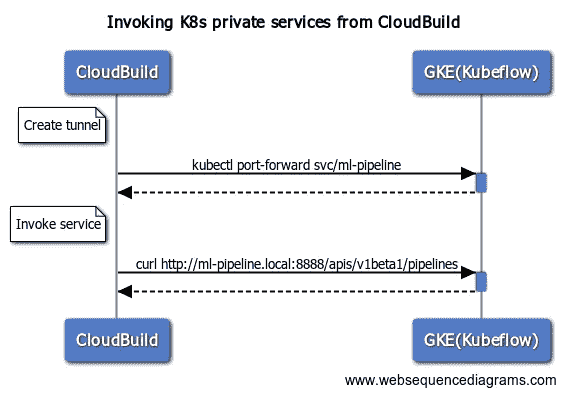 Invoking K8s private services from CloudBuild
CloudBuild
GKE(Kubeflow)
Create tunnel
kubectl port-forward svc/ml-pipeline
Invoke service
curl http://ml-pipeline.local:8888/apis/v1beta1/pipelines
CloudBuild
GKE(Kubeflow)
www.websequencediagrams.com